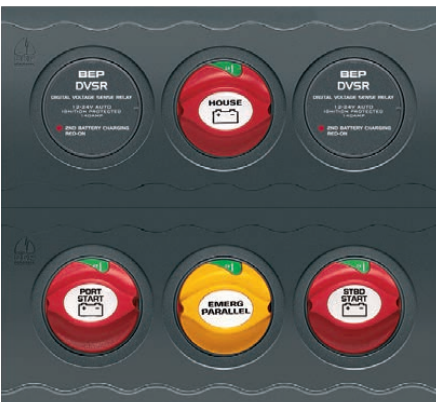 BEP
DVSR
DIGITAL VOLTAGE SENSE RELAY
12-24V AUTO
IGNITION PROTECTED
140AMP
2ND BATTERY CHARGING
RED=ON
HOUSE
BEP
DVSR
DIGITAL VOLTAGE SENSE RELAY
12-24V AUTO
IGNITION PROTECTED
140AMP
2ND BATTERY CHARGING
RED=ON
PORT
START
EMERG
PARALLEL
STBD
START